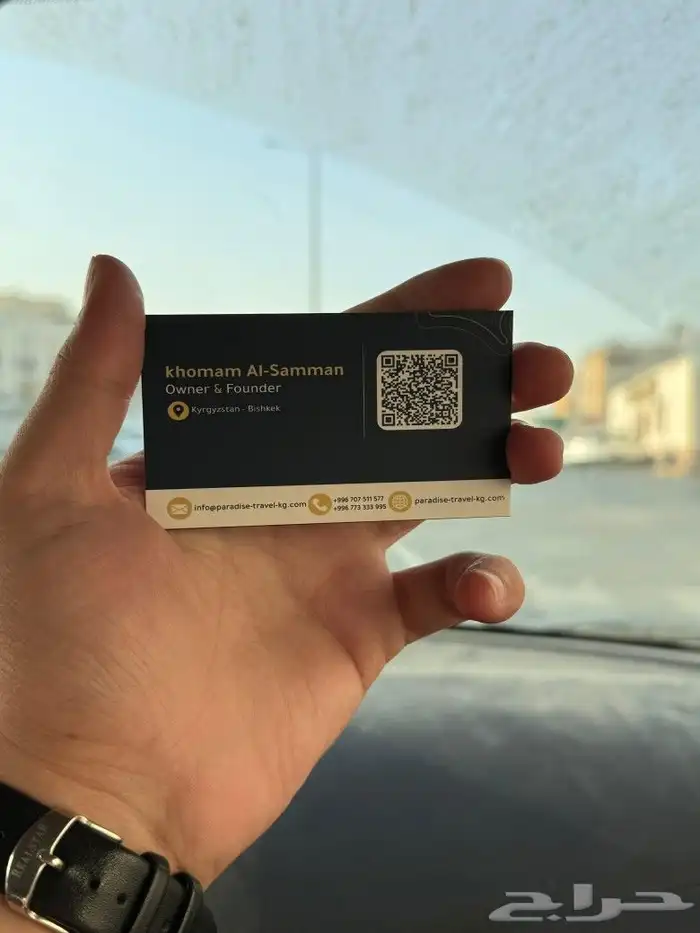 khomam Al-Samman
Owner & Founder
Kyrgyzstan - Bishkek
info@paradise-travel-kg.com
+996 707 511 577
+996 773 333 995
paradise-travel-kg.com
REALSTAR
حراج